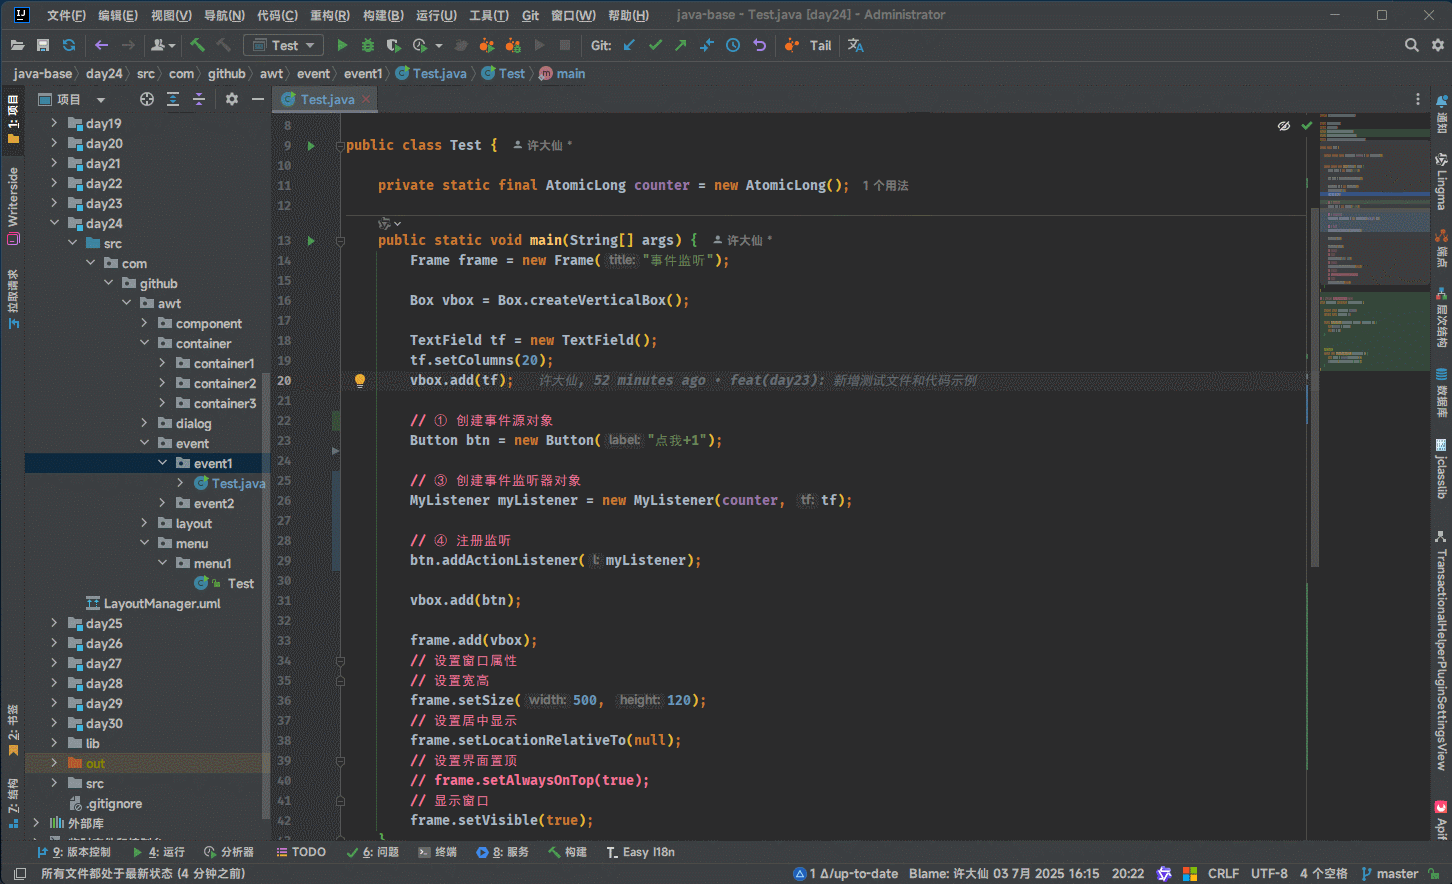 文件(F) 编辑(E) 视图(V) 导航(N) 代码(C) 重构(R) 构建(B) 运行(U) 工具(T) Git 窗口(W) 帮助(H) java-base - Test.java [day24] - Administrator
Test Git: Tail
java-base day24 src com github awt event event1 Test.java Test main
项目 Test.java
1: 项目
Writerside
拉取请求
2: 书签
7: 结构
day19
day20
day21
day22
day23
day24
src
com
github
awt
component
container
container1
container2
container3
dialog
event
event1
Test.java
event2
layout
menu
menu1
Test
LayoutManager.uml
day25
day26
day27
day28
day29
day30
lib
out
src
.gitignore
外部库
8
9 public class Test { 许大仙 *
10
11 private static final AtomicLong counter = new AtomicLong(); 1 个用法
12
13 public static void main(String[] args) { 许大仙 *
14 Frame frame = new Frame( title: "事件监听");
15
16 Box vbox = Box.createVerticalBox();
17
18 TextField tf = new TextField();
19 tf.setColumns(20);
20 vbox.add(tf); 许大仙, 52 minutes ago • feat(day23): 新增测试文件和代码示例
21
22 // ① 创建事件源对象
23 Button btn = new Button( label: "点我+1");
24
25 // ③ 创建事件监听器对象
26 MyListener myListener = new MyListener(counter, tf: tf);
27
28 // ④ 注册监听
29 btn.addActionListener( l: myListener);
30
31 vbox.add(btn);
32
33 frame.add(vbox);
34 // 设置窗口属性
35 // 设置宽高
36 frame.setSize( width: 500, height: 120);
37 // 设置居中显示
38 frame.setLocationRelativeTo(null);
39 // 设置界面置顶
40 // frame.setAlwaysOnTop(true);
41 // 显示窗口
42 frame.setVisible(true);
}
通知
Lingma
端点
层次结构
数据库
jclasslib
TransactionalHelperPluginSettingsView
Apif
9: 版本控制 4: 运行 分析器 TODO 6: 问题 终端 8: 服务 构建 Easy I18n
所有文件都处于最新状态 (4 分钟之前) 1 Δ/up-to-date Blame: 许大仙 03 7月 2025 16:15 20:22 CRLF UTF-8 4 个空格 master